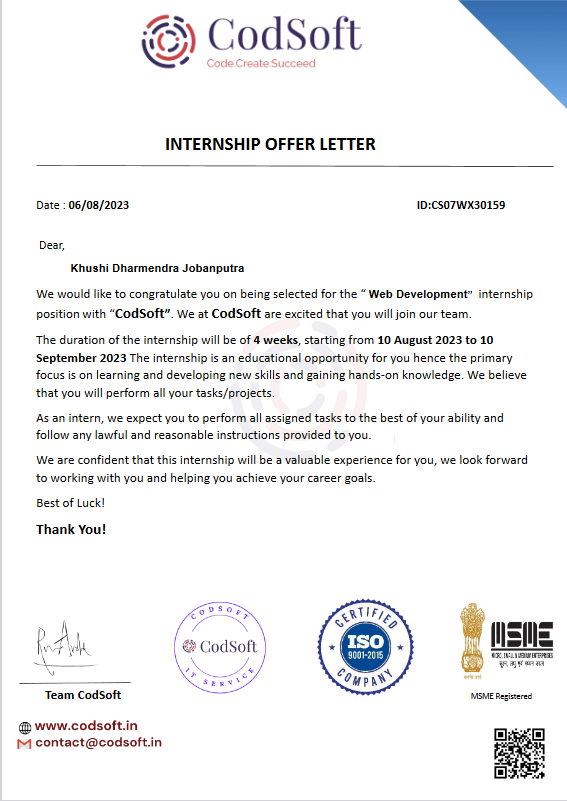 CodSoft
Code.Create Succeed
INTERNSHIP OFFER LETTER
Date : 06/08/2023 ID:CS07WX30159
Dear,
Khushi Dharmendra Jobanputra
We would like to congratulate you on being selected for the “ Web Development” internship
position with “CodSoft”. We at CodSoft are excited that you will join our team.
The duration of the internship will be of 4 weeks, starting from 10 August 2023 to 10
September 2023 The internship is an educational opportunity for you hence the primary
focus is on learning and developing new skills and gaining hands-on knowledge. We believe
that you will perform all your tasks/projects.
As an intern, we expect you to perform all assigned tasks to the best of your ability and
follow any lawful and reasonable instructions provided to you.
We are confident that this internship will be a valuable experience for you, we look forward
to working with you and helping you achieve your career goals.
Best of Luck!
Thank You!
Team CodSoft
CODSOFT
CodSoft
IT SERVICE
CERTIFIED
ISO
9001-2015
COMPANY
MSME
MICRO, SMALL & MEDIUM ENTERPRISES
सूक्ष्म, लघु एवं मध्यम उद्यम
MSME Registered
www.codsoft.in
contact@codsoft.in